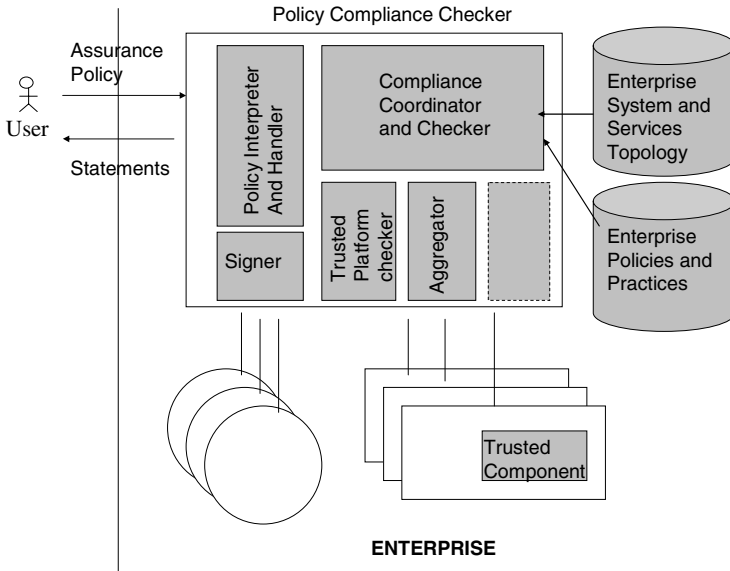 Policy Compliance Checker
Assurance
Policy
User
Statements
Policy Interpreter
And Handler
Signer
Compliance
Coordinator
and Checker
Trusted
Platform
checker
Aggregator
Enterprise
System and
Services
Topology
Enterprise
Policies and
Practices
Trusted
Component
ENTERPRISE